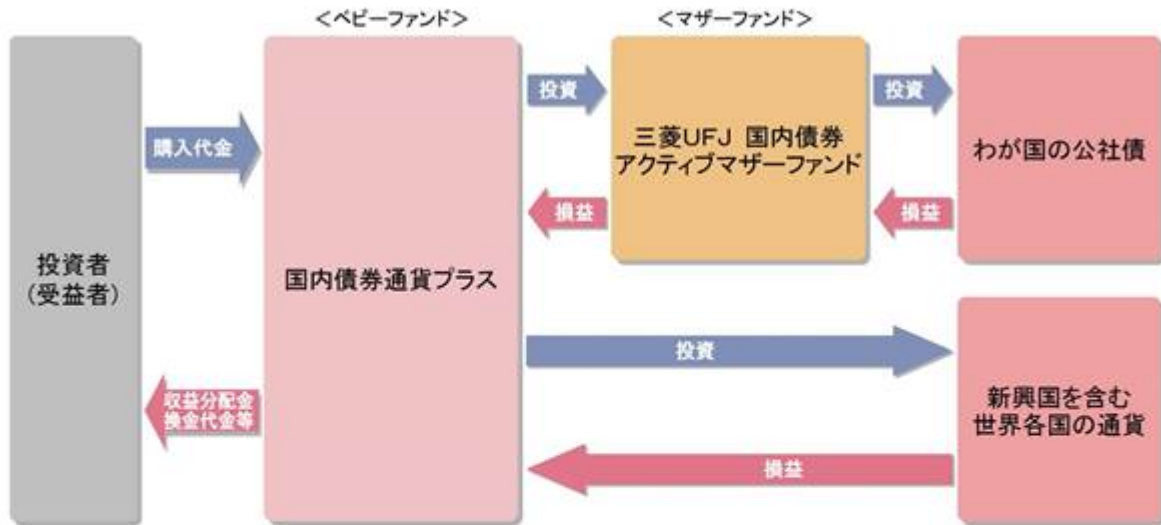 ＜ベビーファンド＞
＜マザーファンド＞
投資者
（受益者）
購入代金
収益分配金
換金代金等
国内債券通貨プラス
投資
損益
三菱UFJ 国内債券
アクティブマザーファンド
投資
損益
わが国の公社債
投資
損益
新興国を含む
世界各国の通貨